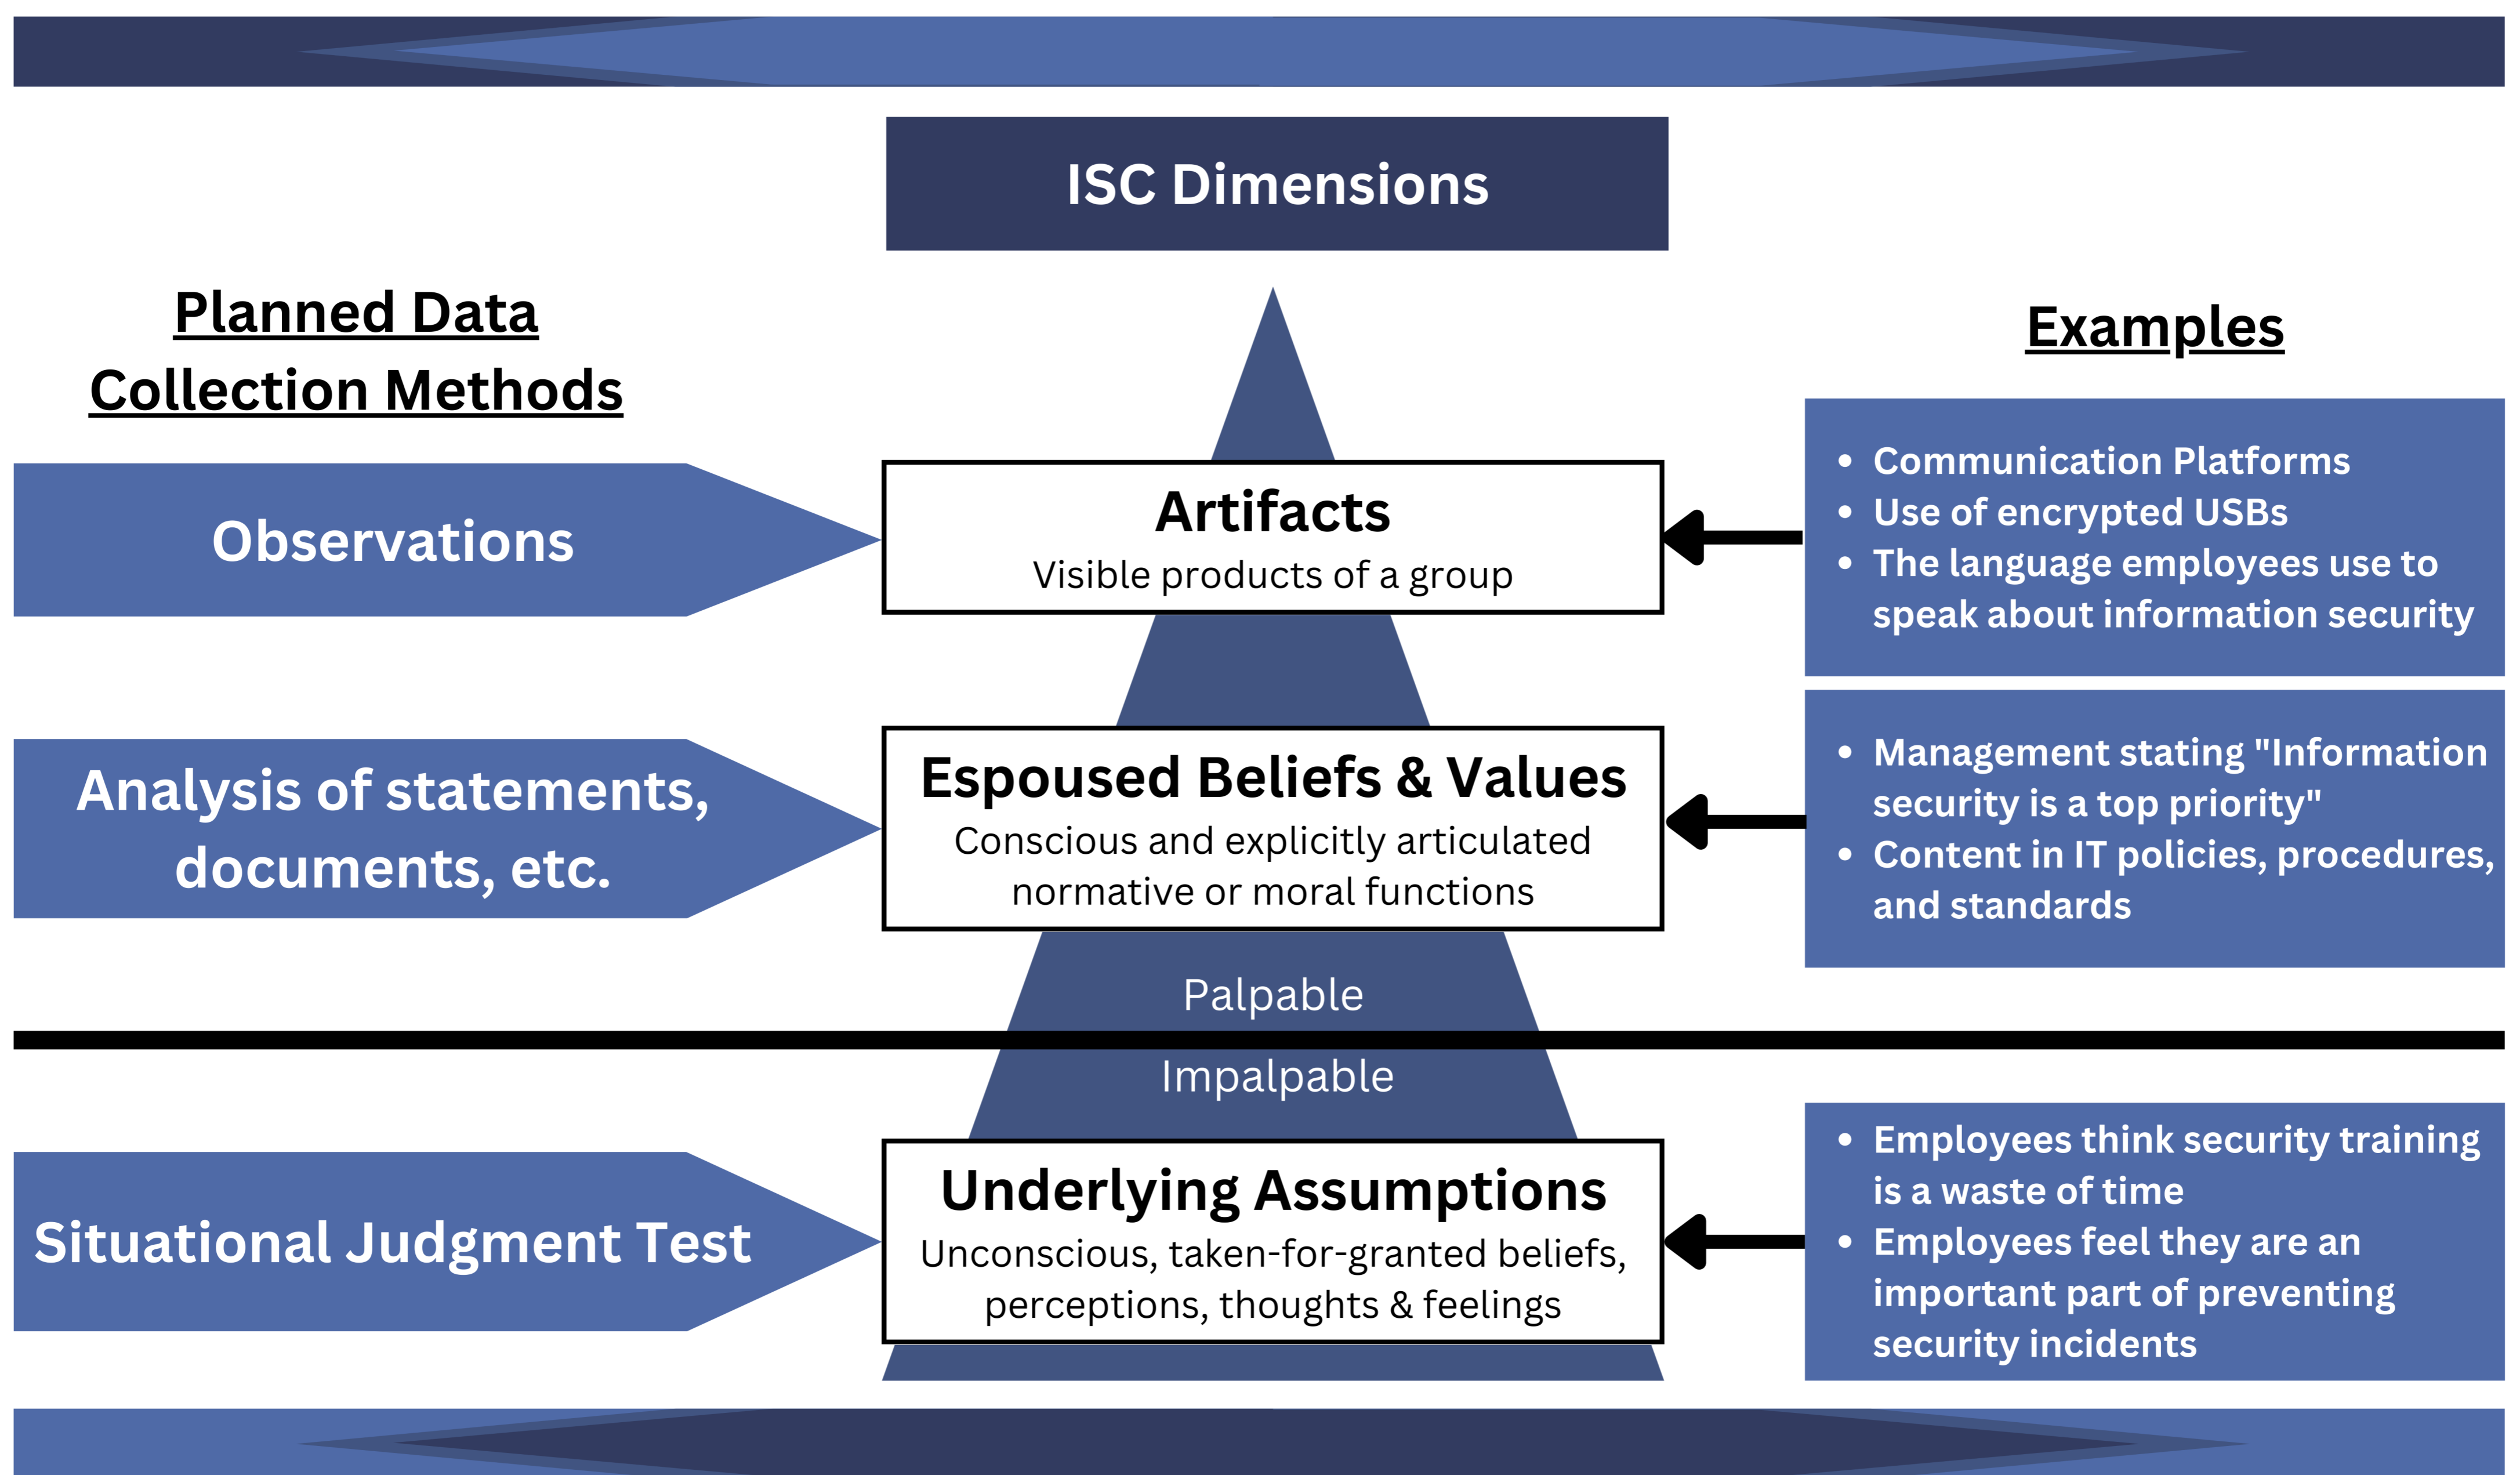 ISC Dimensions
Planned Data
Collection Methods
Examples
Observations
Artifacts
Visible products of a group
• Communication Platforms
• Use of encrypted USBs
• The language employees use to
speak about information security
Analysis of statements,
documents, etc.
Espoused Beliefs & Values
Conscious and explicitly articulated
normative or moral functions
• Management stating "Information
security is a top priority"
• Content in IT policies, procedures,
and standards
Palpable
Impalpable
Situational Judgment Test
Underlying Assumptions
Unconscious, taken-for-granted beliefs,
perceptions, thoughts & feelings
• Employees think security training
is a waste of time
• Employees feel they are an
important part of preventing
security incidents